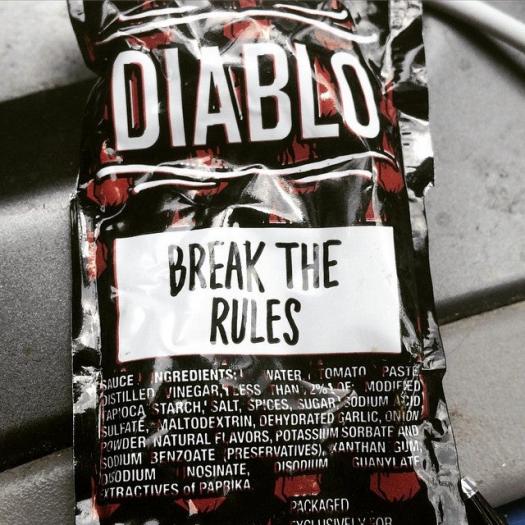 DIABLO
BREAK THE
RULES
SAUCE INGREDIENTS: WATER, TOMATO PASTE,
DISTILLED VINEGAR, LESS THAN 2% OF: MODIFIED
TAPIOCA STARCH, SALT, SPICES, SUGAR, SODIUM ACID
SULFATE, MALTODEXTRIN, DEHYDRATED GARLIC, ONION
POWDER, NATURAL FLAVORS, POTASSIUM SORBATE AND
SODIUM BENZOATE (PRESERVATIVES), XANTHAN GUM,
DISODIUM INOSINATE, DISODIUM GUANYLATE,
EXTRACTIVES of PAPRIKA.
PACKAGED
EXCLUSIVELY FOR